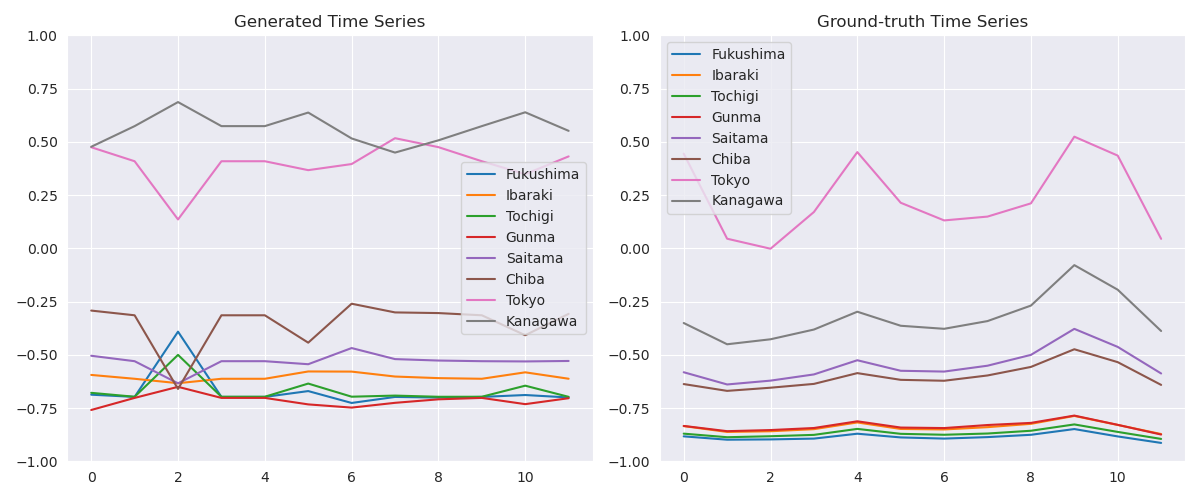 Generated Time Series
1.00
0.75
0.50
0.25
0.00
−0.25
−0.50
−0.75
−1.00
0
2
4
6
8
10
Fukushima
Ibaraki
Tochigi
Gunma
Saitama
Chiba
Tokyo
Kanagawa
Ground-truth Time Series
1.00
0.75
0.50
0.25
0.00
−0.25
−0.50
−0.75
−1.00
0
2
4
6
8
10
Fukushima
Ibaraki
Tochigi
Gunma
Saitama
Chiba
Tokyo
Kanagawa